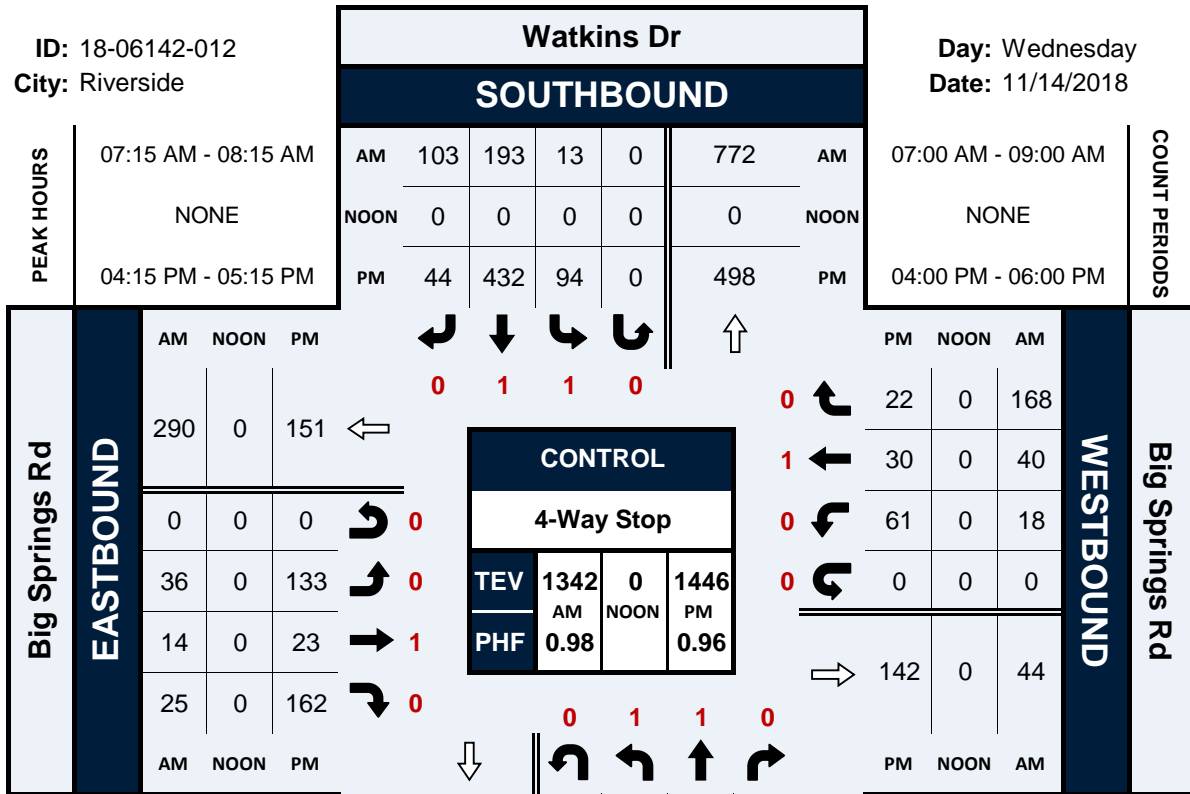 Watkins Dr
ID: 18-06142-012
City: Riverside
Day: Wednesday
Date: 11/14/2018
SOUTHBOUND
PEAK HOURS
07:15 AM - 08:15 AM
NONE
04:15 PM - 05:15 PM
AM 103 193 13 0 772 AM
NOON 0 0 0 0 0 NOON
PM 44 432 94 0 498 PM
07:00 AM - 09:00 AM
NONE
04:00 PM - 06:00 PM
COUNT PERIODS
0 1 1 0
Big Springs Rd
EASTBOUND
AM NOON PM
290 0 151
0 0 0 0
36 0 133 0
14 0 23 1
25 0 162 0
AM NOON PM
CONTROL
4-Way Stop
TEV 1342 0 1446
AM NOON PM
PHF 0.98 0.96
PM NOON AM
0 22 0 168
1 30 0 40
0 61 0 18
0 0 0 0
142 0 44
PM NOON AM
WESTBOUND
Big Springs Rd
0 1 1 0